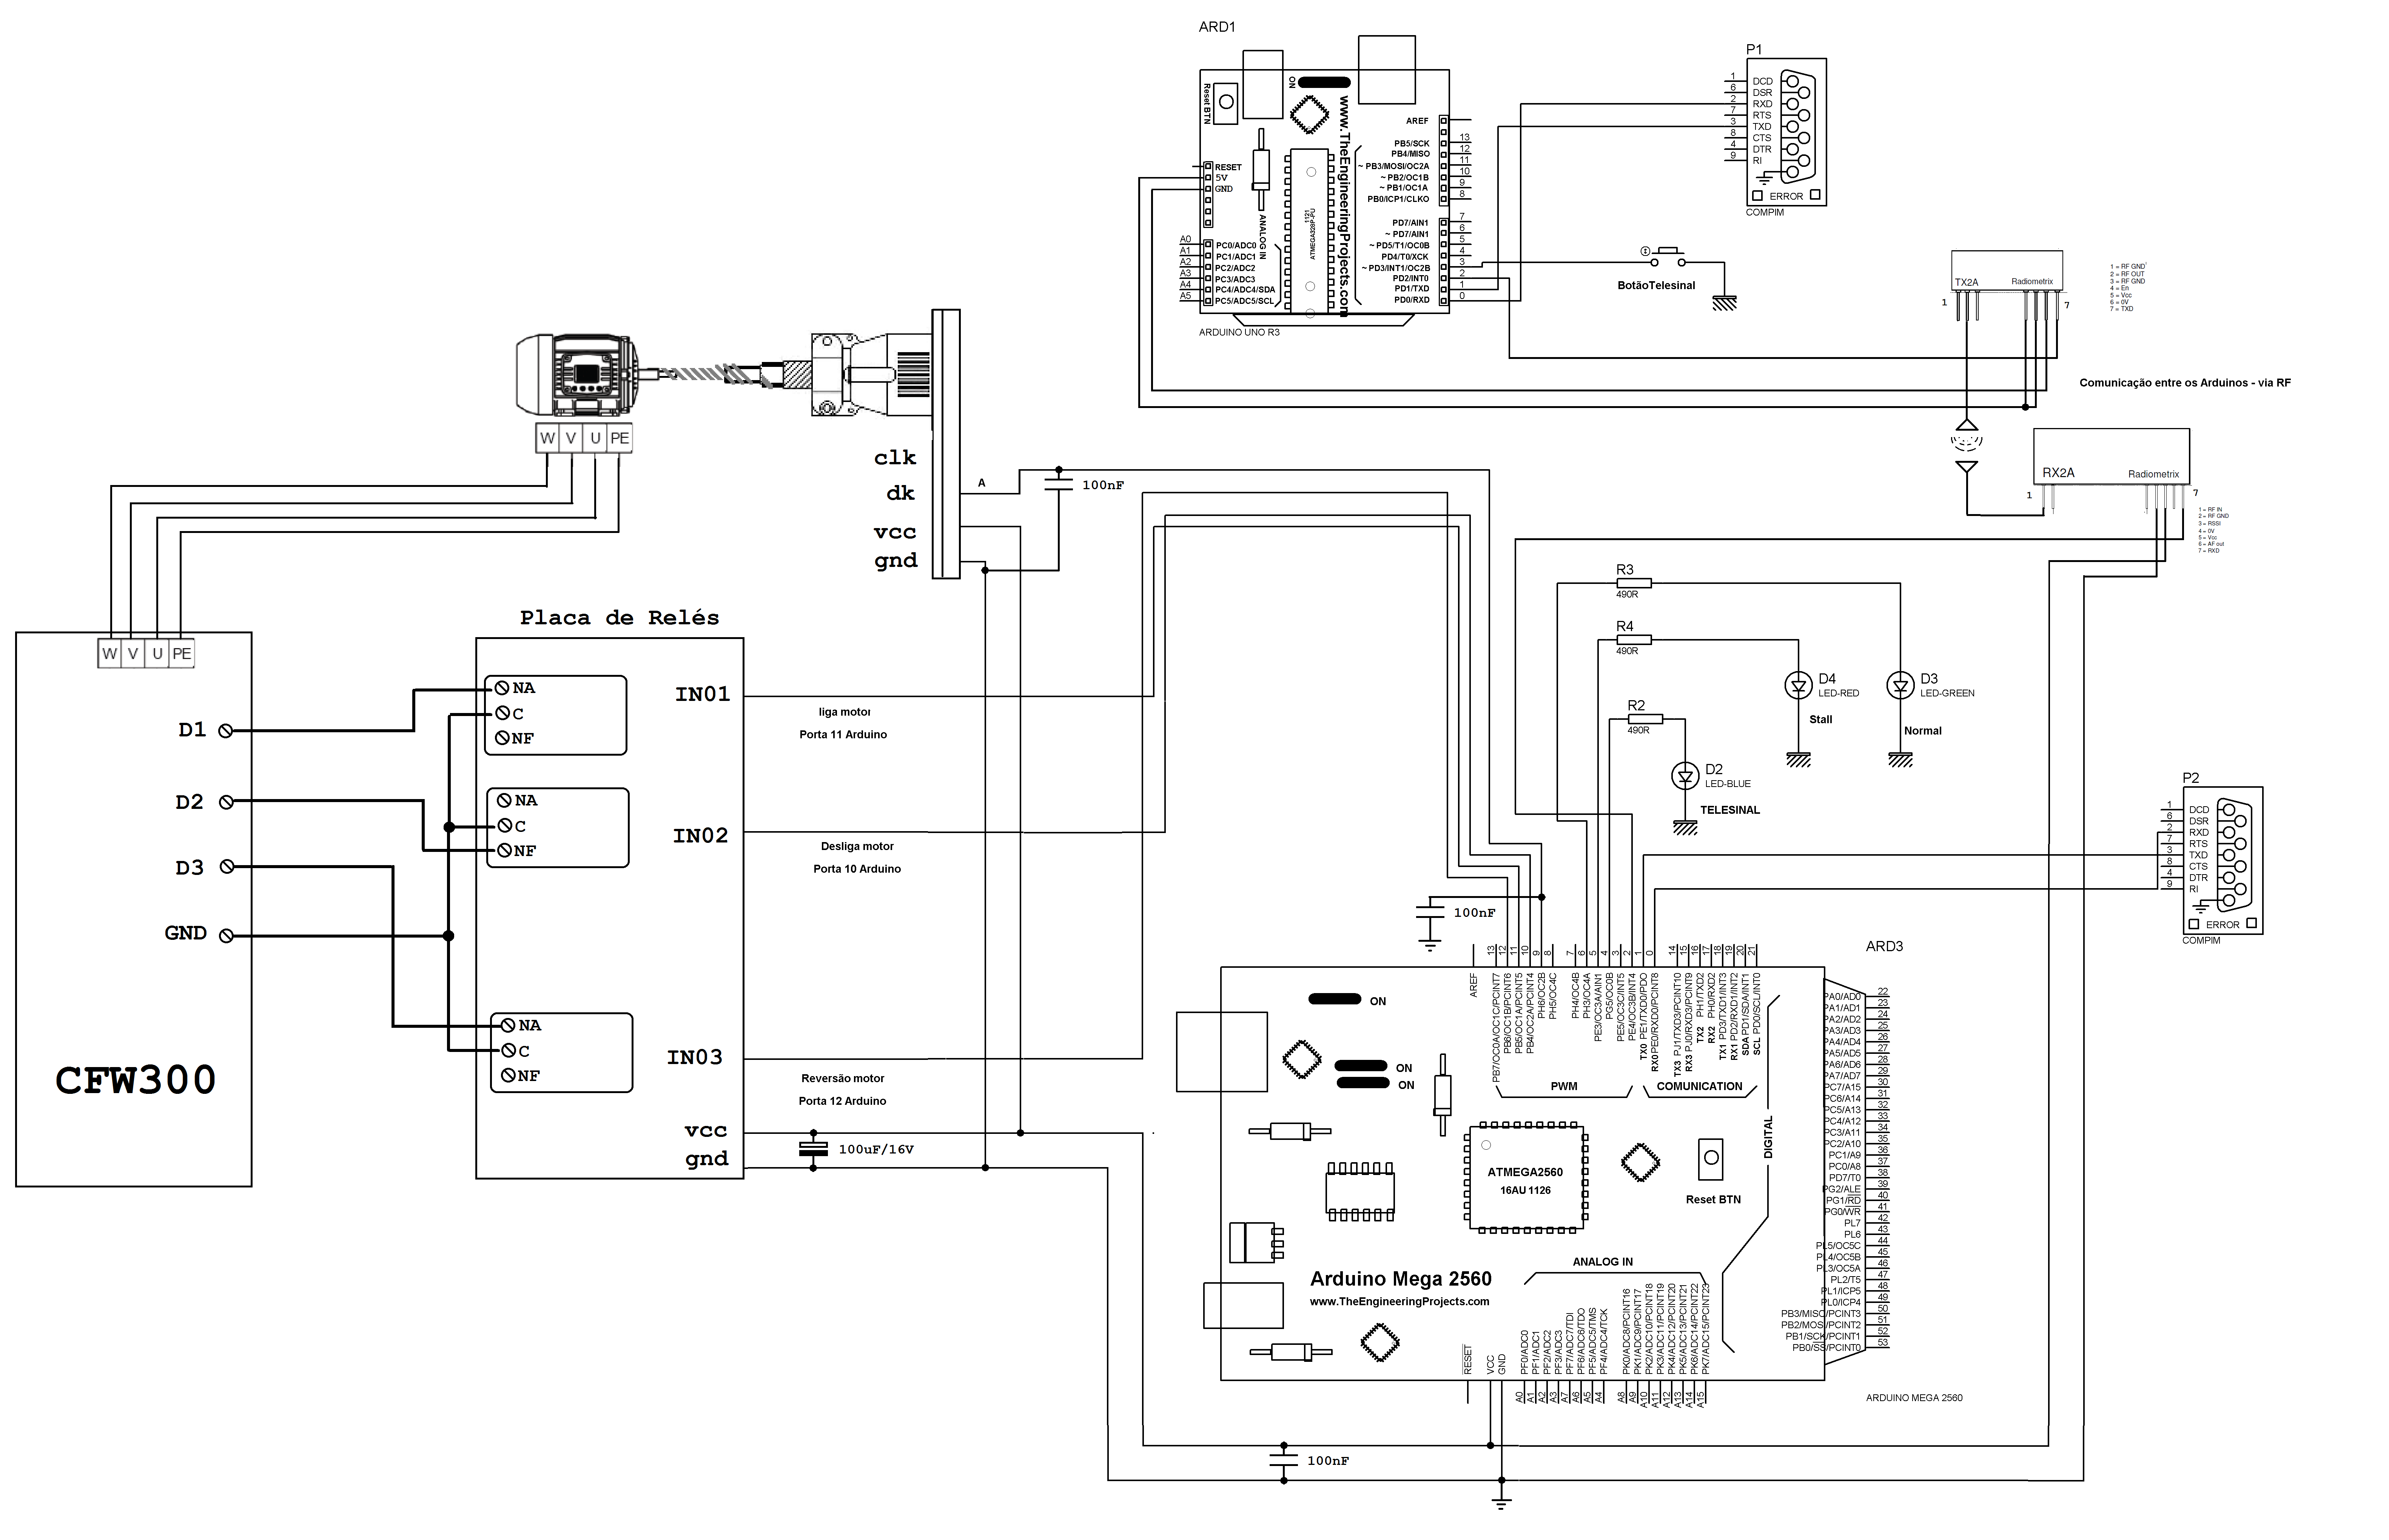 ARD1
ON
Reset BTN
www.TheEngineeringProjects.com
RESET
5V
GND
ANALOG IN
1121
ATMEGA328P-PU
A0 PC0/ADC0
A1 PC1/ADC1
A2 PC2/ADC2
A3 PC3/ADC3
A4 PC4/ADC4/SDA
A5 PC5/ADC5/SCL
AREF
PB5/SCK 13
PB4/MISO 12
~ PB3/MOSI/OC2A 11
~ PB2/OC1B 10
~ PB1/OC1A 9
PB0/ICP1/CLKO 8
PD7/AIN1 7
~ PD7/AIN1 6
~ PD5/T1/OC0B 5
PD4/T0/XCK 4
~ PD3/INT1/OC2B 3
PD2/INT0 2
PD1/TXD 1
PD0/RXD 0
ARDUINO UNO R3
P1
1 DCD
6 DSR
2 RXD
7 RTS
3 TXD
8 CTS
4 DTR
9 RI
ERROR
COMPIM
BotãoTelesinal
TX2A Radiometrix
1 7
1 = RF GND
2 = RF OUT
3 = RF GND
4 = En
5 = Vcc
6 = 0V
7 = TXD
Comunicação entre os Arduinos - via RF
RX2A Radiometrix
1 7
1 = RF IN
2 = RF GND
3 = RSSI
4 = 0V
5 = Vcc
6 = AF out
7 = RXD
W V U PE
clk
dk
vcc
gnd
A
100nF
R3
490R
R4
490R
R2
490R
D4
LED-RED
Stall
D3
LED-GREEN
Normal
D2
LED-BLUE
TELESINAL
P2
1 DCD
6 DSR
2 RXD
7 RTS
3 TXD
8 CTS
4 DTR
9 RI
ERROR
COMPIM
W V U PE
D1
D2
D3
GND
CFW300
Placa de Relés
NA
C
NF
NA
C
NF
NA
C
NF
IN01
IN02
IN03
vcc
gnd
liga motor
Porta 11 Arduino
Desliga motor
Porta 10 Arduino
Reversão motor
Porta 12 Arduino
100uF/16V
100nF
ARD3
AREF
13 PB7/OC0A/OC1C/PCINT7
12 PB6/OC1B/PCINT6
11 PB5/OC1A/PCINT5
10 PB4/OC2A/PCINT4
9 PH6/OC2B
8 PH5/OC4C
7 PH4/OC4B
6 PH3/OC4A
5 PE3/OC3A/AIN1
4 PG5/OC0B
3 PE5/OC3C/INT5
2 PE4/OC3B/INT4
1 TX0 PE1/TXD0/PDO
0 RX0 PE0/RXD0/PCINT8
14 TX3 PJ1/TXD3/PCINT10
15 RX3 PJ0/RXD3/PCINT9
16 TX2 PH1/TXD2
17 RX2 PH0/RXD2
18 TX1 PD3/TXD1/INT3
19 RX1 PD2/RXD1/INT2
20 SDA PD1/SDA/INT1
21 SCL PD0/SCL/INT0
PWM
COMUNICATION
ON
ON
ON
ATMEGA2560
16AU 1126
Reset BTN
DIGITAL
ANALOG IN
Arduino Mega 2560
www.TheEngineeringProjects.com
PA0/AD0 22
PA1/AD1 23
PA2/AD2 24
PA3/AD3 25
PA4/AD4 26
PA5/AD5 27
PA6/AD6 28
PA7/AD7 29
PC7/A15 30
PC6/A14 31
PC5/A13 32
PC4/A12 33
PC3/A11 34
PC2/A10 35
PC1/A9 36
PC0/A8 37
PD7/T0 38
PG2/ALE 39
PG1/RD 40
PG0/WR 41
PL7 42
PL6 43
PL5/OC5C 44
PL4/OC5B 45
PL3/OC5A 46
PL2/T5 47
PL1/ICP5 48
PL0/ICP4 49
PB3/MISO/PCINT3 50
PB2/MOSI/PCINT2 51
PB1/SCK/PCINT1 52
PB0/SS/PCINT0 53
RESET
VCC
GND
PF0/ADC0 A0
PF1/ADC1 A1
PF2/ADC2 A2
PF3/ADC3 A3
PF7/ADC7/TDI A7
PF6/ADC6/TDO A6
PF5/ADC5/TMS A5
PF4/ADC4/TCK A4
PK0/ADC8/PCINT16 A8
PK1/ADC9/PCINT17 A9
PK2/ADC10/PCINT18 A10
PK3/ADC11/PCINT19 A11
PK4/ADC12/PCINT20 A12
PK5/ADC13/PCINT21 A13
PK6/ADC14/PCINT22 A14
PK7/ADC15/PCINT23 A15
ARDUINO MEGA 2560
100nF